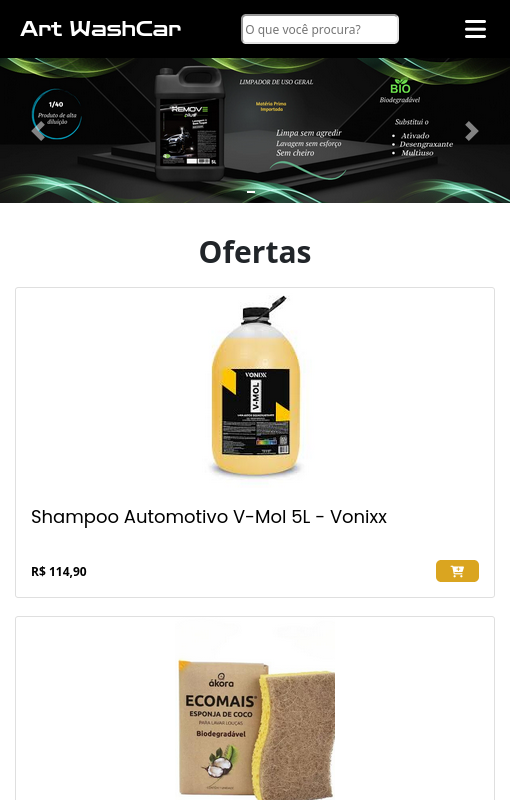 Art WashCar
O que você procura?
1/40
Produto de alta
diluição
REMOVE
plus
5L
LIMPADOR DE USO GERAL
Matéria Prima
Importada
Limpa sem agredir
Lavagem sem esforço
Sem cheiro
BIO
Biodegradável
Substitui o
• Ativado
• Desengraxante
• Multiuso
Ofertas
VONIXX
V-MOL
Shampoo Automotivo V-Mol 5L - Vonixx
R$ 114,90
ákora
ECOMAIS
ESPONJA DE COCO
PARA LAVAR LOUÇAS
Biodegradável